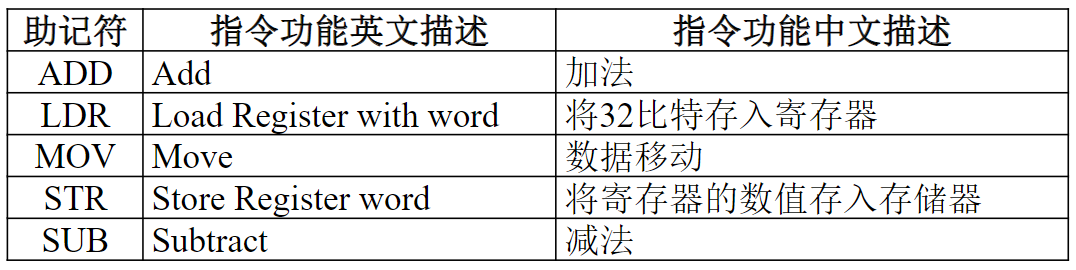 助记符 指令功能英文描述 指令功能中文描述
ADD Add 加法
LDR Load Register with word 将32比特存入寄存器
MOV Move 数据移动
STR Store Register word 将寄存器的数值存入存储器
SUB Subtract 减法